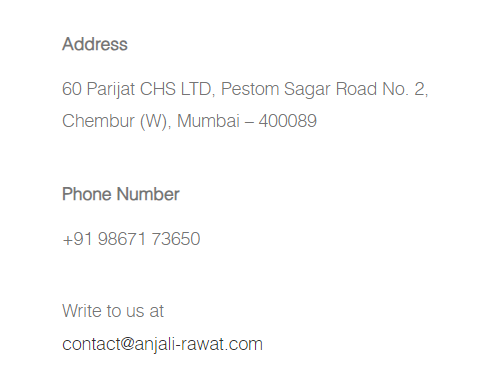 Address
60 Parijat CHS LTD, Pestom Sagar Road No. 2,
Chembur (W), Mumbai – 400089
Phone Number
+91 98671 73650
Write to us at
contact@anjali-rawat.com